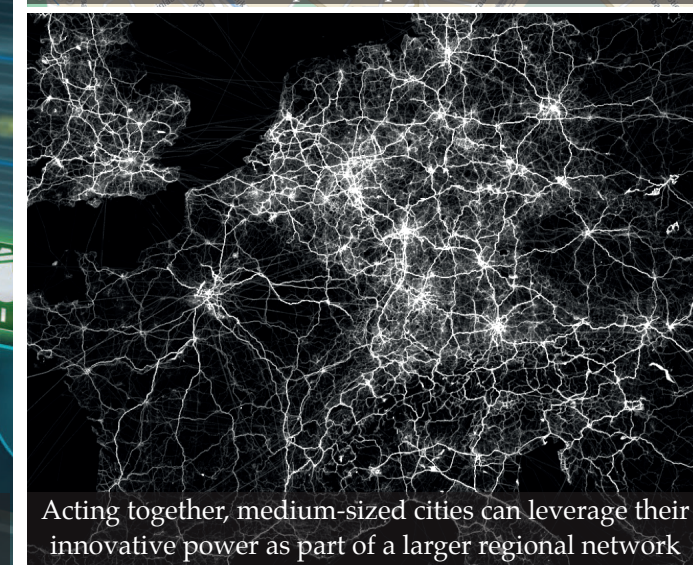 Acting together, medium-sized cities can leverage their
innovative power as part of a larger regional network